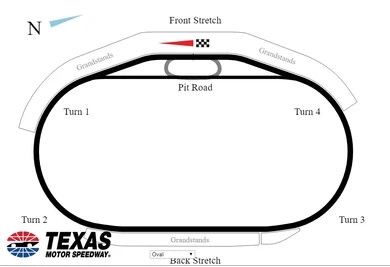 Front Stretch
N
Grandstands
Grandstands
Pit Road
Turn 1
Turn 4
Turn 2
Turn 3
TEXAS
MOTOR SPEEDWAY.
Grandstands
Oval
Back Stretch